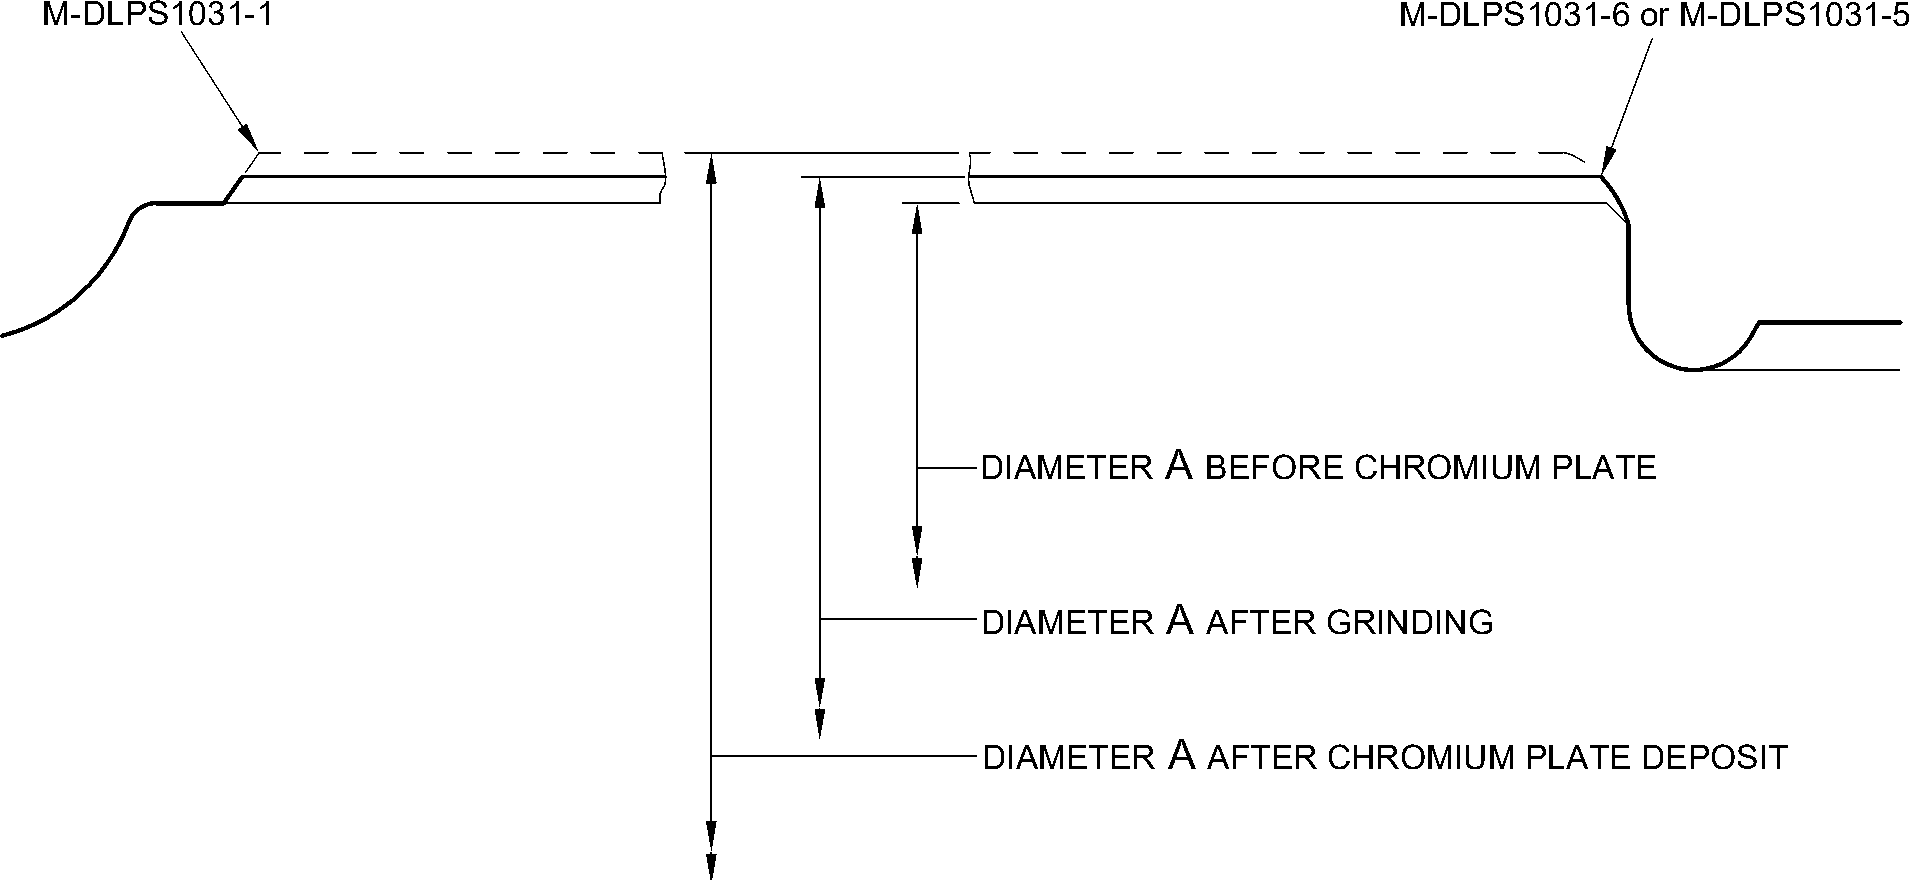 M-DLPS1031-1
M-DLPS1031-6 or M-DLPS1031-5
DIAMETER A BEFORE CHROMIUM PLATE
DIAMETER A AFTER GRINDING
DIAMETER A AFTER CHROMIUM PLATE DEPOSIT